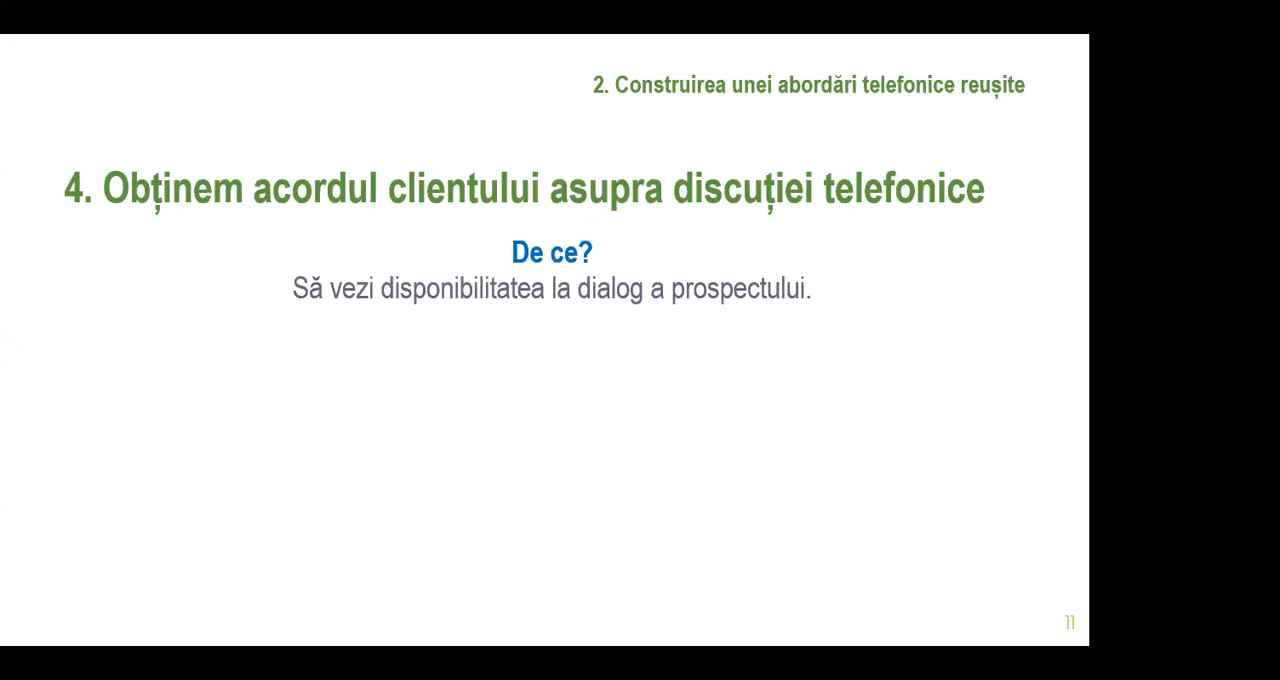 2. Construirea unei abordări telefonice reușite
4. Obținem acordul clientului asupra discuției telefonice
De ce?
Să vezi disponibilitatea la dialog a prospectului.
11